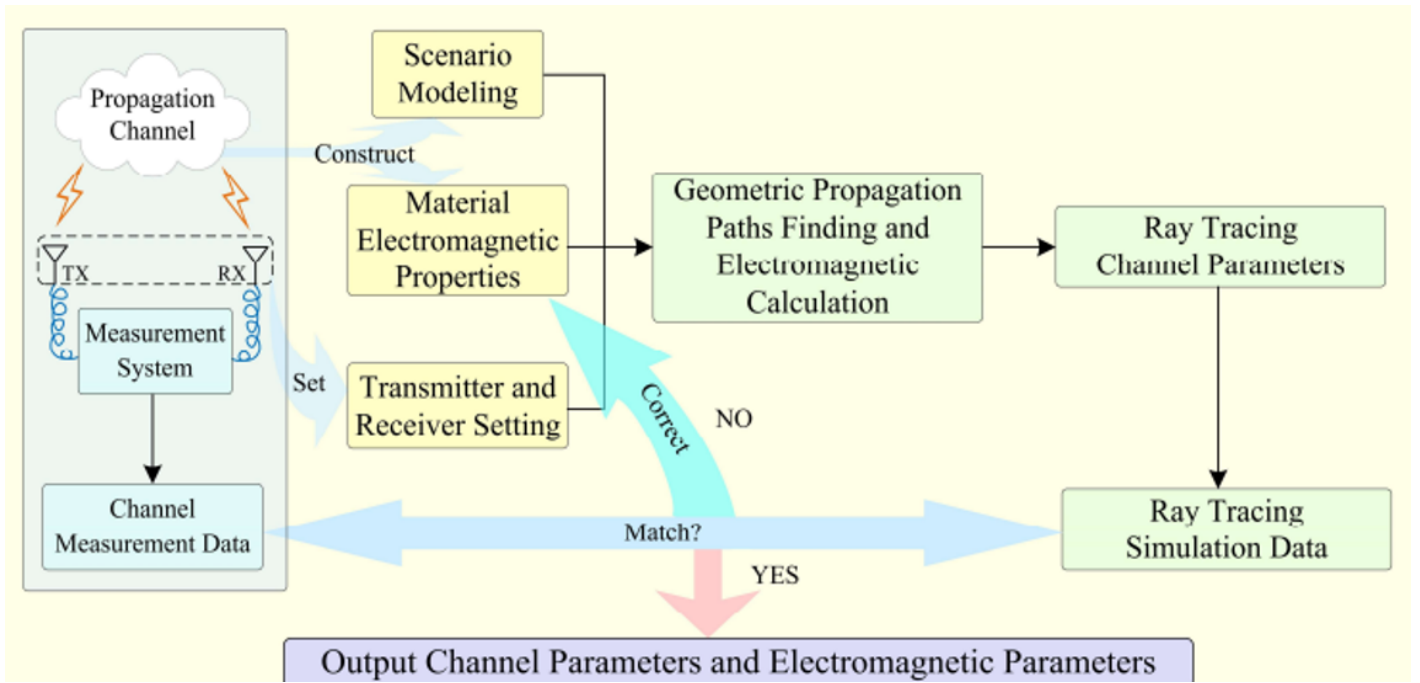 Propagation
Channel
TX
RX
Measurement
System
Channel
Measurement Data
Construct
Set
Scenario
Modeling
Material
Electromagnetic
Properties
Transmitter and
Receiver Setting
Geometric Propagation
Paths Finding and
Electromagnetic
Calculation
Ray Tracing
Channel Parameters
Ray Tracing
Simulation Data
Correct
NO
Match?
YES
Output Channel Parameters and Electromagnetic Parameters